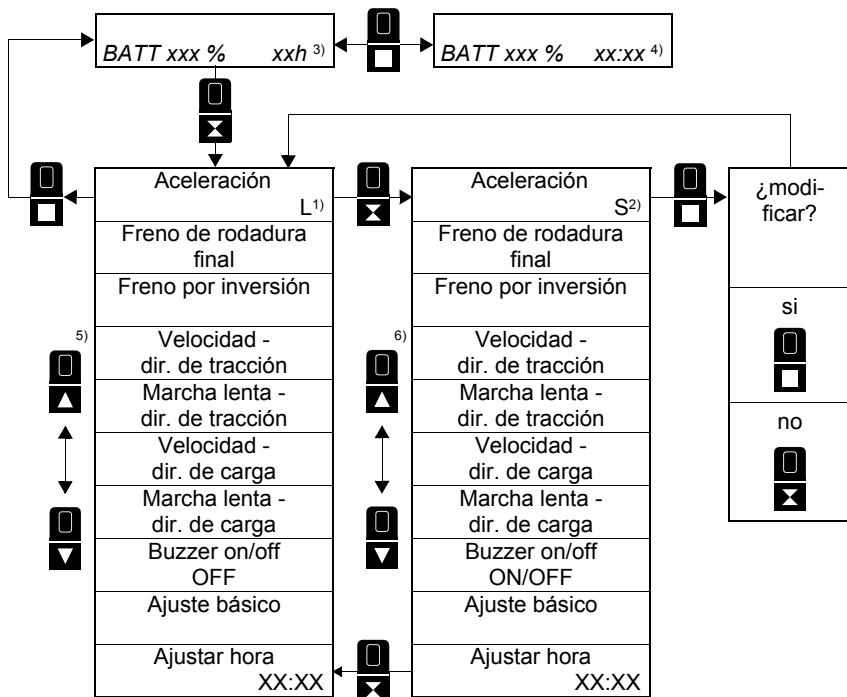 BATT xxx % xxh 3)
BATT xxx % xx:xx 4)
Aceleración
L1)
Freno de rodadura
final
Freno por inversión
5)
Velocidad -
dir. de tracción
Marcha lenta -
dir. de tracción
Velocidad -
dir. de carga
Marcha lenta -
dir. de carga
Buzzer on/off
OFF
Ajuste básico
Ajustar hora
XX:XX
Aceleración
S2)
Freno de rodadura
final
Freno por inversión
6)
Velocidad -
dir. de tracción
Marcha lenta -
dir. de tracción
Velocidad -
dir. de carga
Marcha lenta -
dir. de carga
Buzzer on/off
ON/OFF
Ajuste básico
Ajustar hora
XX:XX
¿modi-
ficar?
si
no